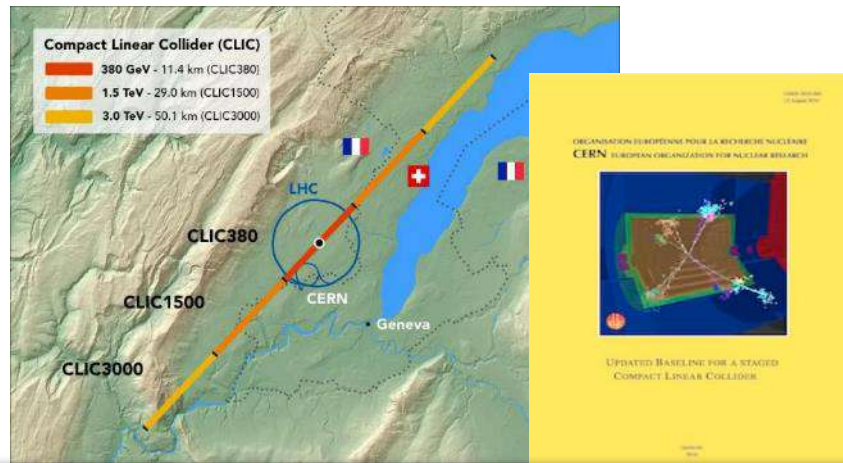 Compact Linear Collider (CLIC)
380 GeV - 11.4 km (CLIC380)
1.5 TeV - 29.0 km (CLIC1500)
3.0 TeV - 50.1 km (CLIC3000)
LHC
CLIC380
CERN
CLIC1500
Geneva
CLIC3000
ORGANISATION EUROPÉENNE POUR LA RECHERCHE NUCLÉAIRE
CERN EUROPEAN ORGANIZATION FOR NUCLEAR RESEARCH
UPDATED BASELINE FOR A STAGED
COMPACT LINEAR COLLIDER